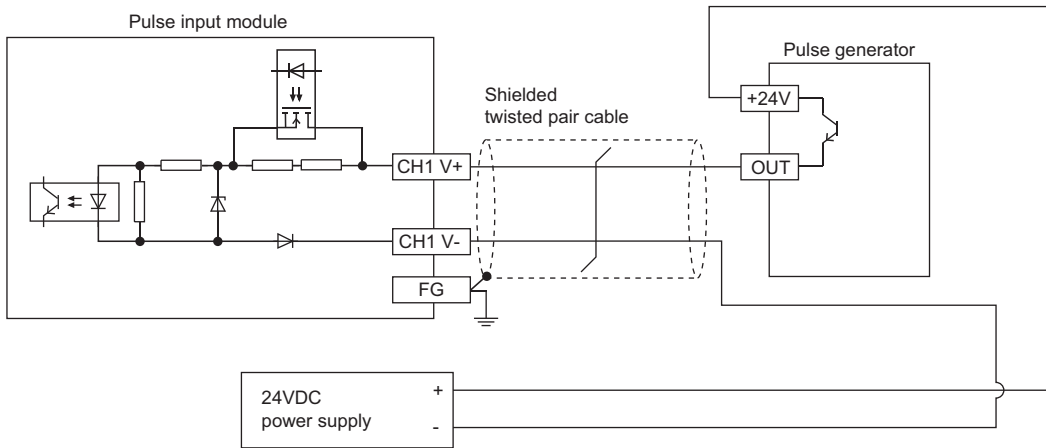 Pulse input module
Pulse generator
Shielded
twisted pair cable
+24V
CH1 V+
OUT
CH1 V-
FG
24VDC
power supply
+
-